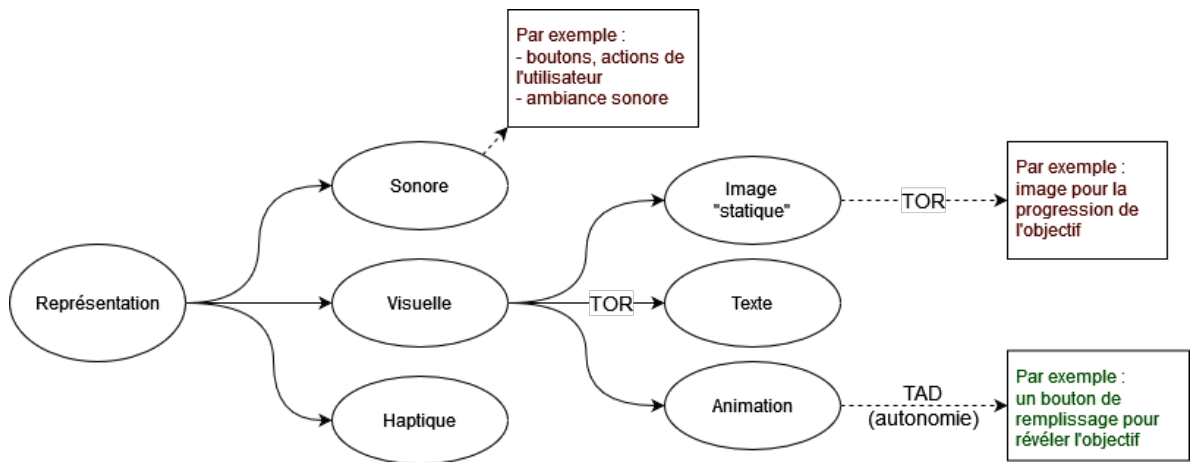 Par exemple :
- boutons, actions de
l'utilisateur
- ambiance sonore
Sonore
Image
"statique"
TOR
Par exemple :
image pour la
progression de
l'objectif
Représentation
Visuelle
TOR
Texte
Haptique
Animation
TAD
(autonomie)
Par exemple :
un bouton de
remplissage pour
révéler l'objectif